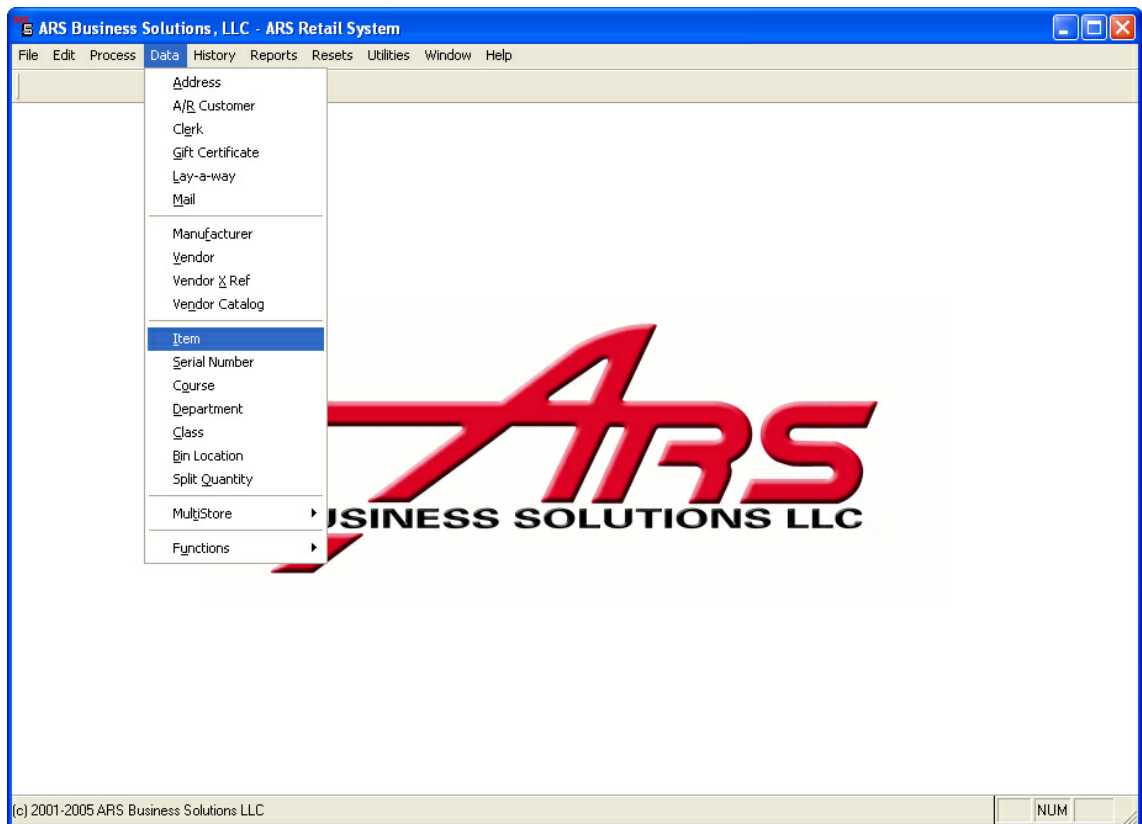 ARS Business Solutions, LLC - ARS Retail System
File Edit Process Data History Reports Resets Utilities Window Help
Address
A/R Customer
Clerk
Gift Certificate
Lay-a-way
Mail
Manufacturer
Vendor
Vendor X Ref
Vendor Catalog
Item
Serial Number
Course
Department
Class
Bin Location
Split Quantity
MultiStore
Functions
ARS
USINESS SOLUTIONS LLC
(c) 2001-2005 ARS Business Solutions LLC NUM